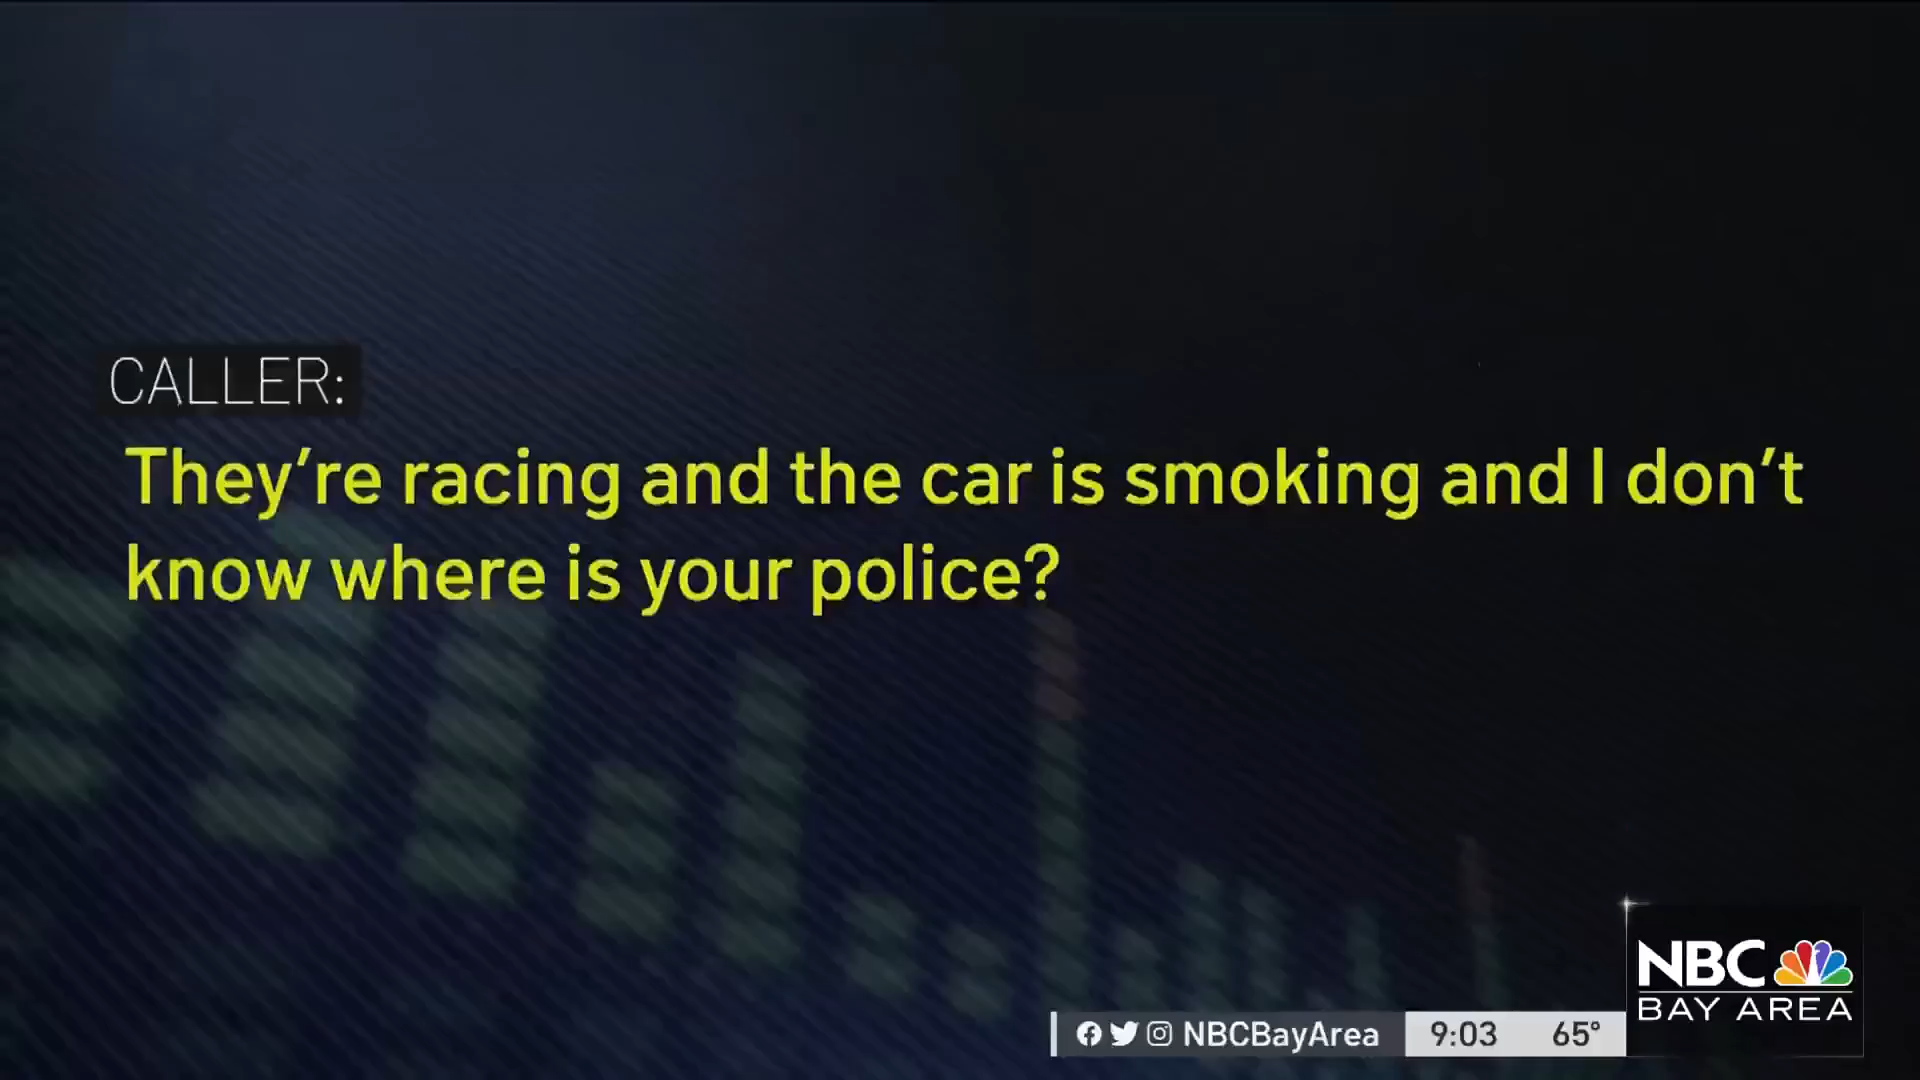 CALLER:
They're racing and the car is smoking and I don't
know where is your police?
NBCBayArea 9:03 65°
NBC
BAY AREA